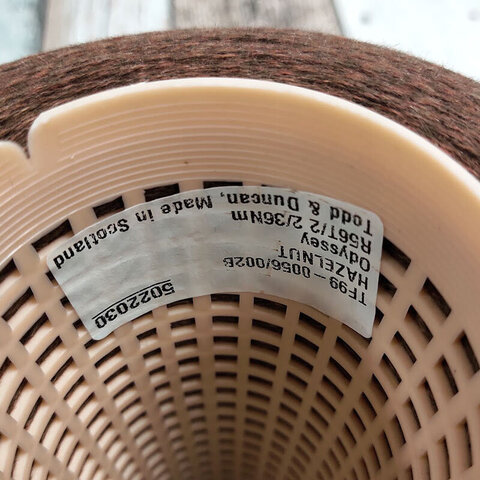 5022030
TF99 - 0056/002B
HAZELNUT
Odyssey
R56T/2 2/36Nm
Todd & Duncan, Made in Scotland